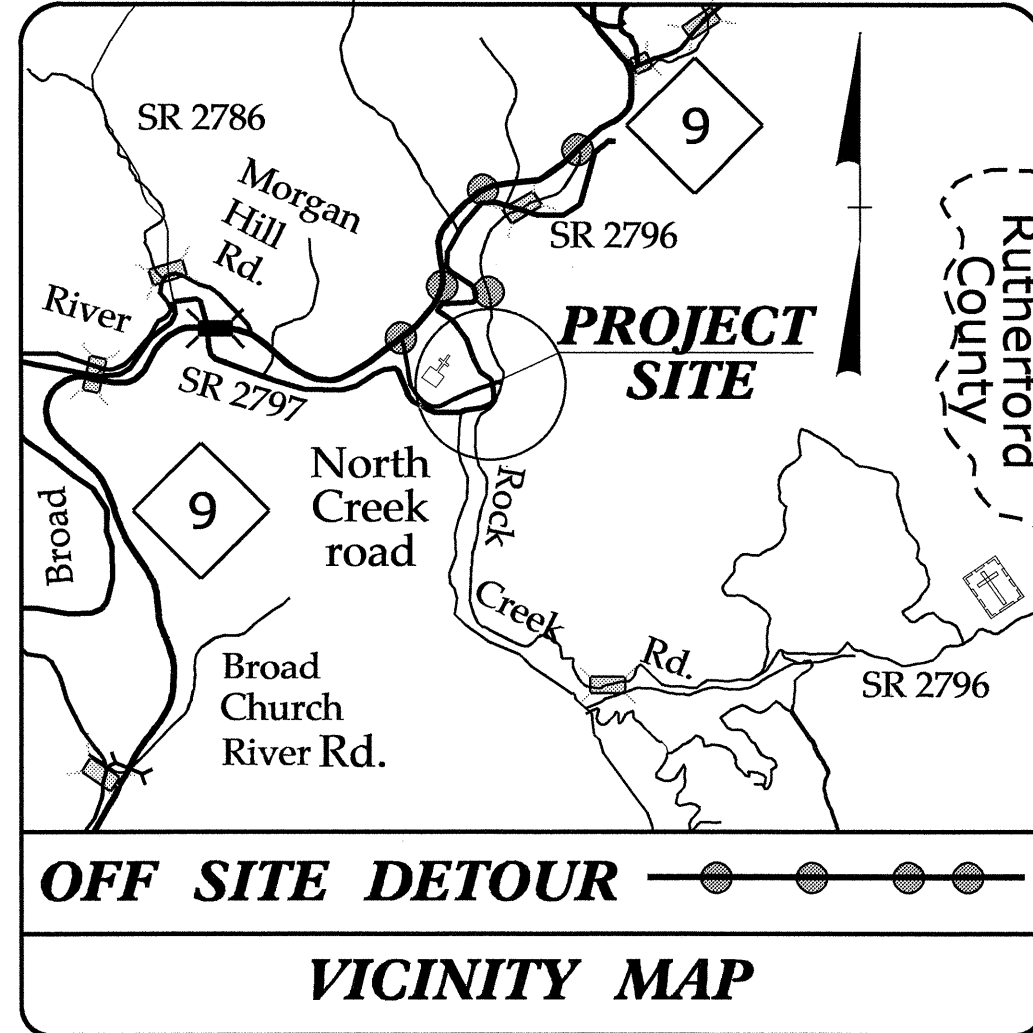 SR 2786
9
Morgan
Hill
Rd.
SR 2796
Rutherford
County
River
PROJECT
SITE
SR 2797
North
Creek
road
9
Rock
Broad
Creek
Rd.
SR 2796
Broad
Church
River Rd.
OFF SITE DETOUR
VICINITY MAP